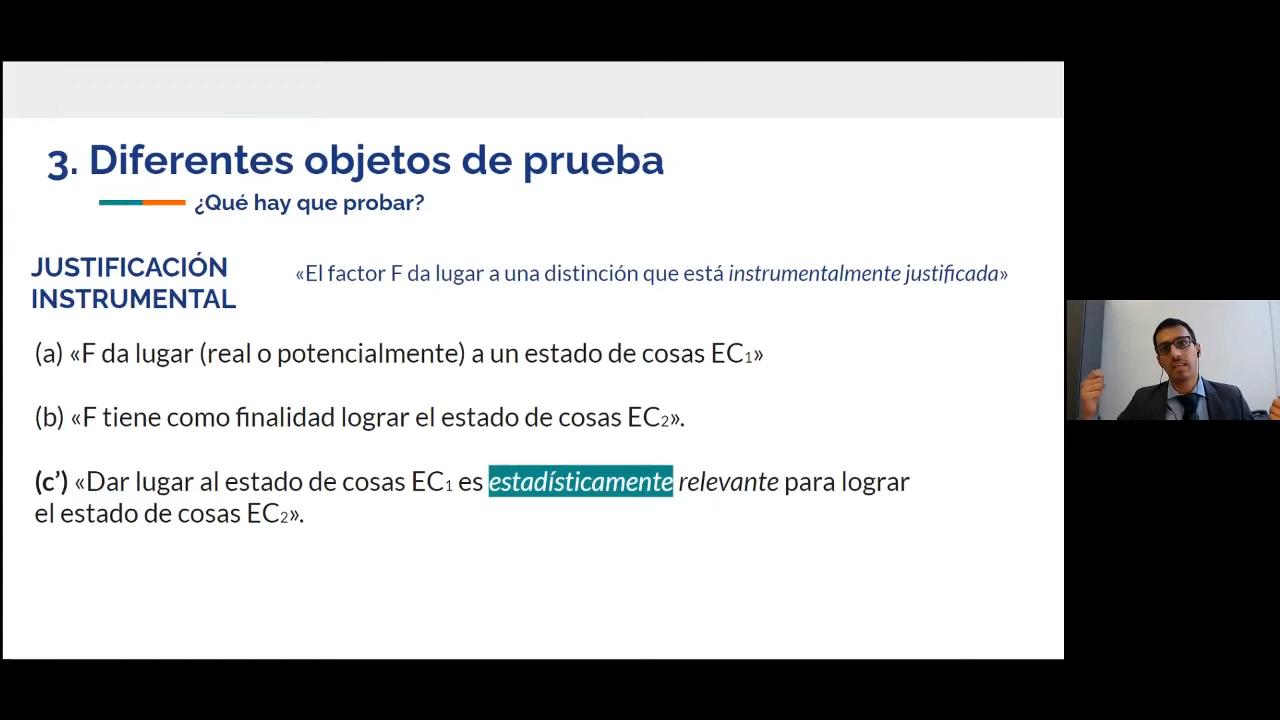 3. Diferentes objetos de prueba
¿Qué hay que probar?
JUSTIFICACIÓN
INSTRUMENTAL
«El factor F da lugar a una distinción que está instrumentalmente justificada»
(a) «F da lugar (real o potencialmente) a un estado de cosas EC₁»
(b) «F tiene como finalidad lograr el estado de cosas EC₂».
(c’) «Dar lugar al estado de cosas EC₁ es estadísticamente relevante para lograr
el estado de cosas EC₂».